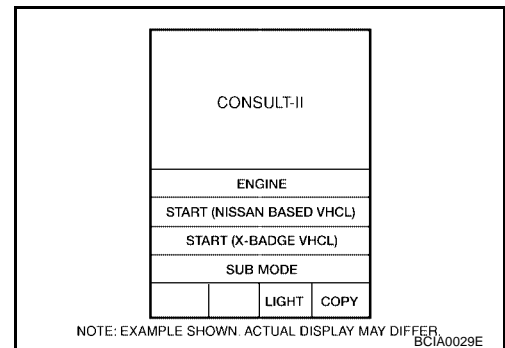 CONSULT-II
ENGINE
START (NISSAN BASED VHCL)
START (X-BADGE VHCL)
SUB MODE
LIGHT COPY
NOTE: EXAMPLE SHOWN. ACTUAL DISPLAY MAY DIFFER.
BCIA0029E